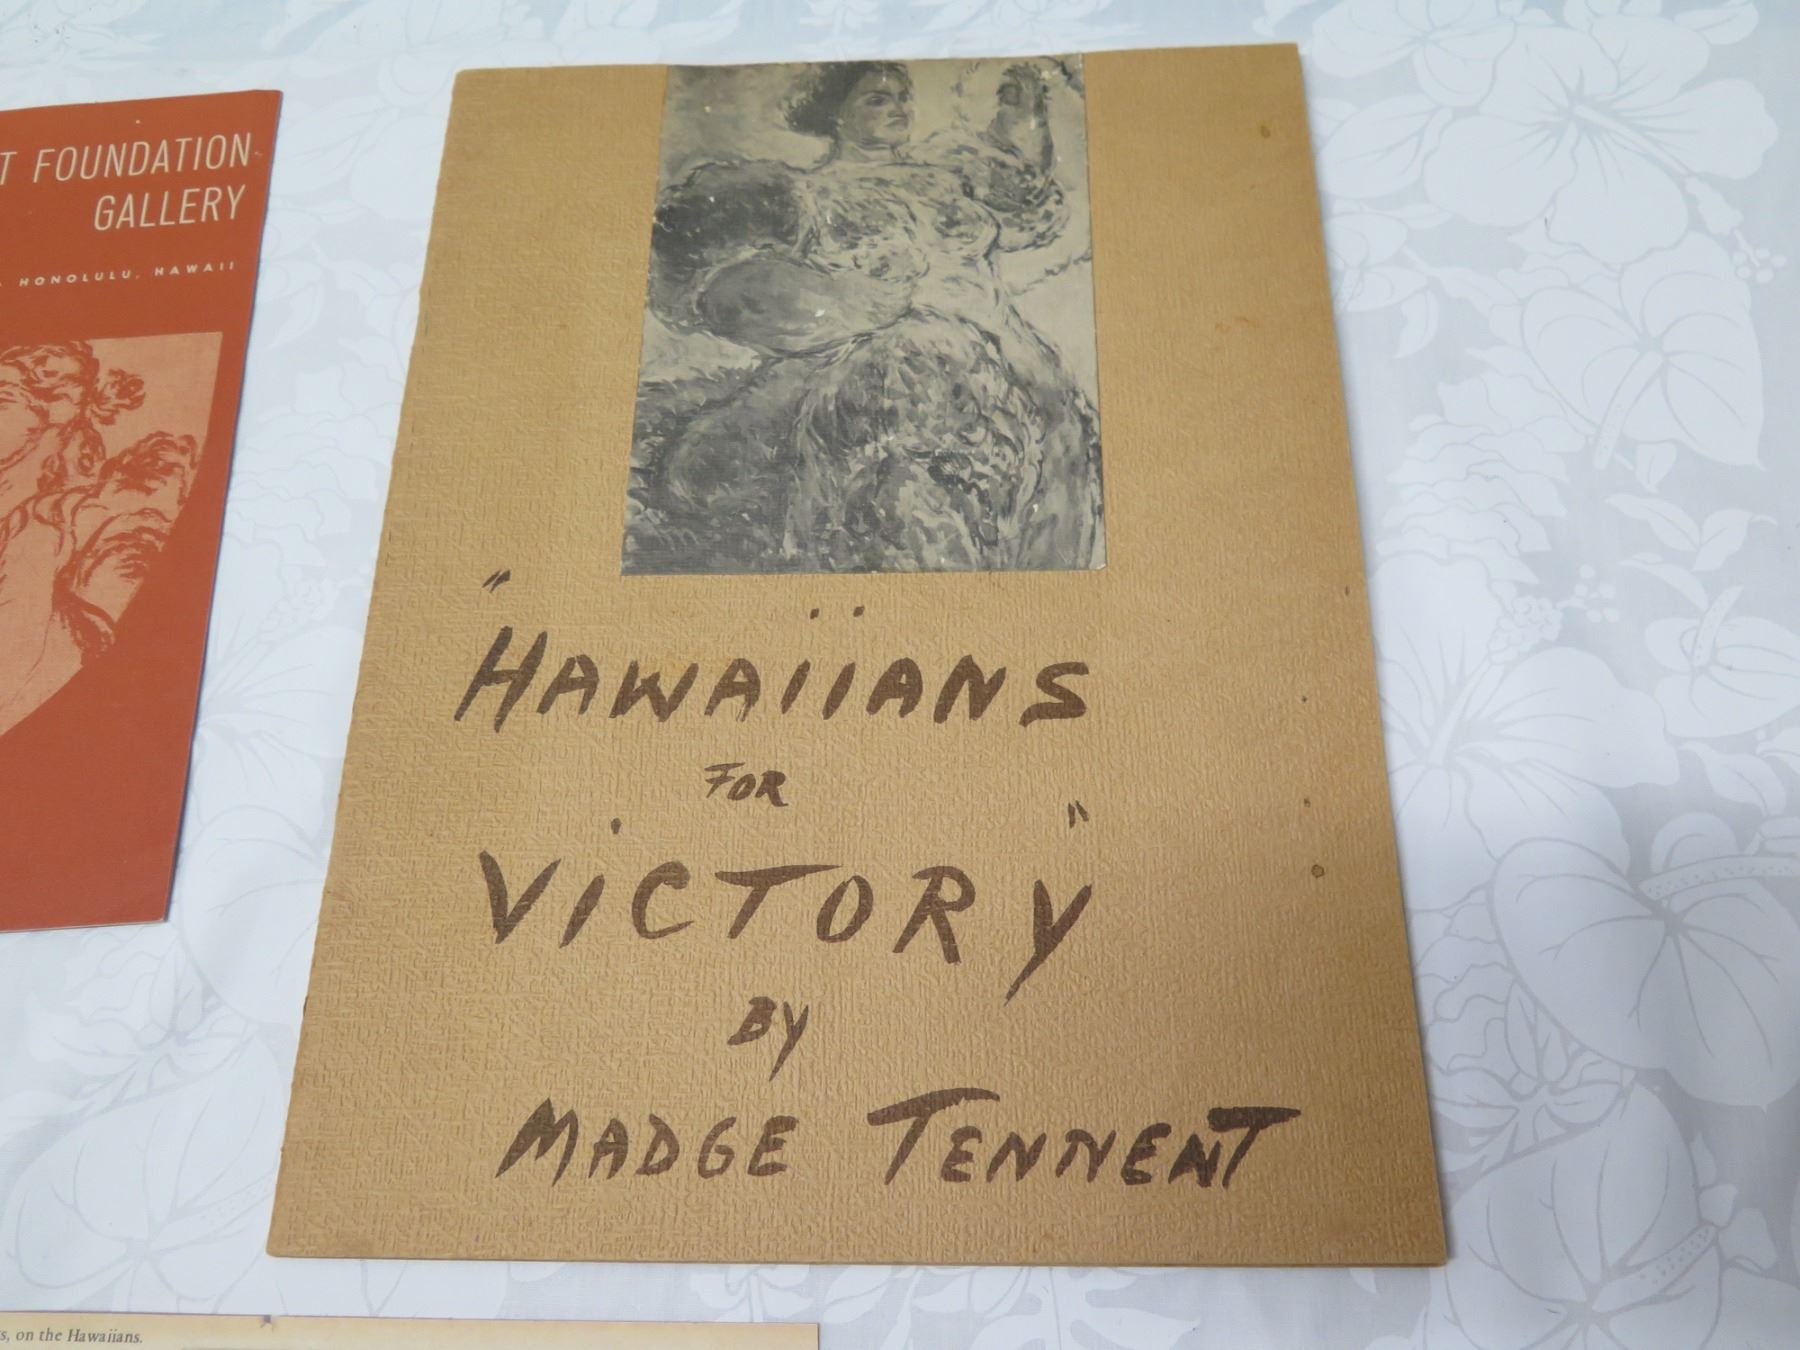 T FOUNDATION
GALLERY
HONOLULU, HAWAII
"HAWAIIANS
FOR
VICTORY"
BY
MADGE TENNENT
on the Hawaiians.